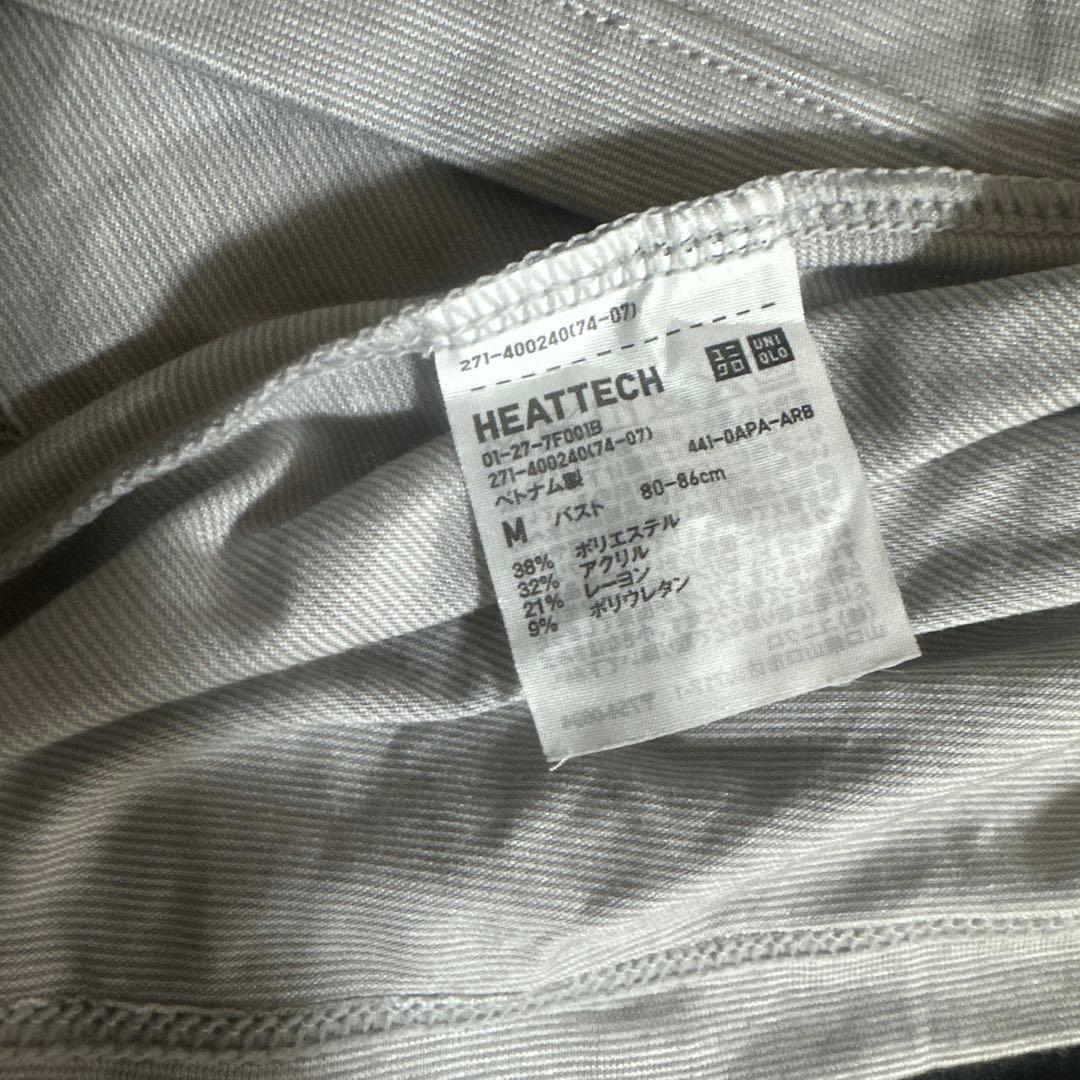 271-400240(74-07)
ユニ
クロ
UNI
QLO
HEATTECH
01-27-7F001B
271-400240(74-07)
441-0APA-ARB
ベトナム製
M バスト 80-86cm
38% ポリエステル
32% アクリル
21% レーヨン
9% ポリウレタン